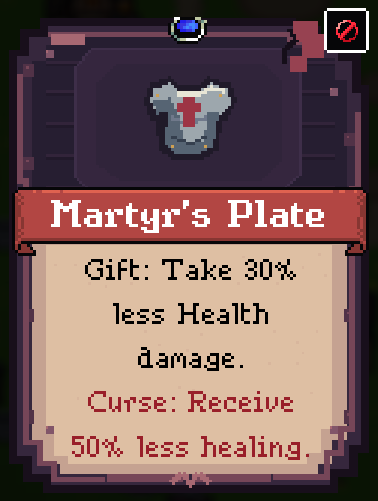 Martyr's Plate
Gift: Take 30%
less Health
damage.
Curse: Receive
50% less healing.